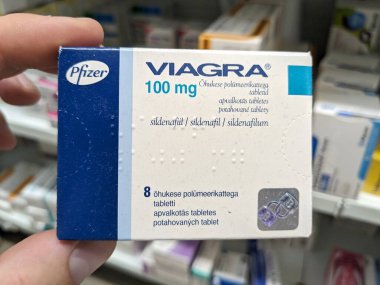 Pfizer
VIAGRA®
100 mg
Õhukese polümeerikattega
tabletid
apvalkotās tabletes
potahované tablety
sildenafiil / sildenafil / sildenafilum
8 õhukese polümeerikattega
tabletti
apvalkotās tabletes
potahovaných tablet